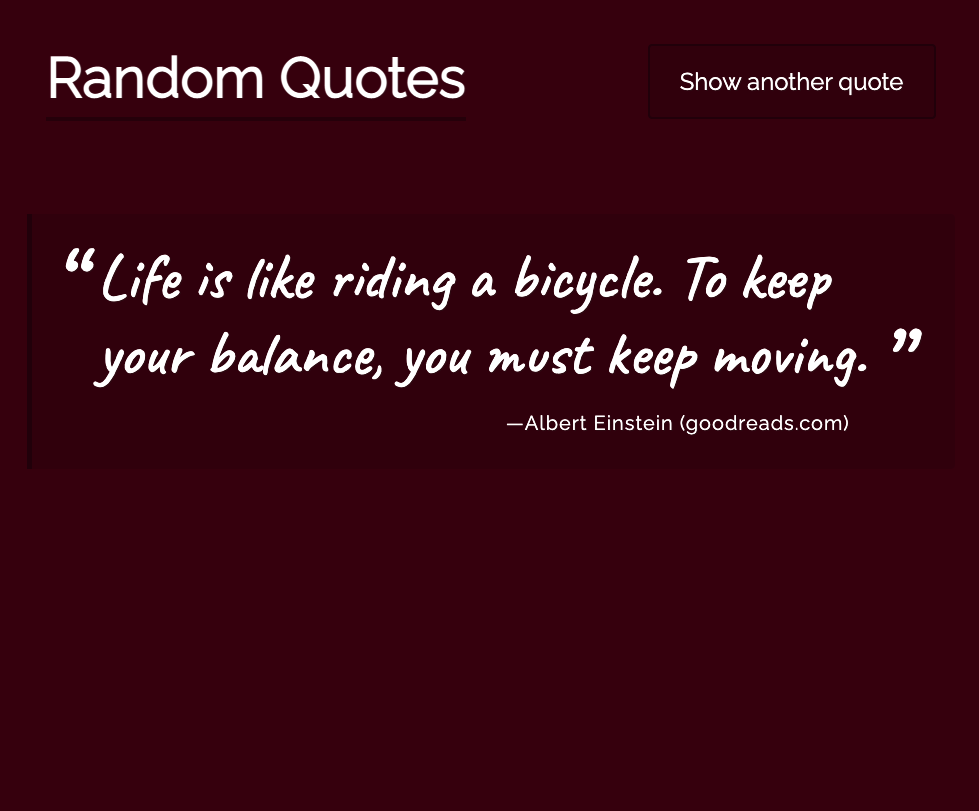 Random Quotes
Show another quote
“Life is like riding a bicycle. To keep
your balance, you must keep moving. ”
—Albert Einstein (goodreads.com)